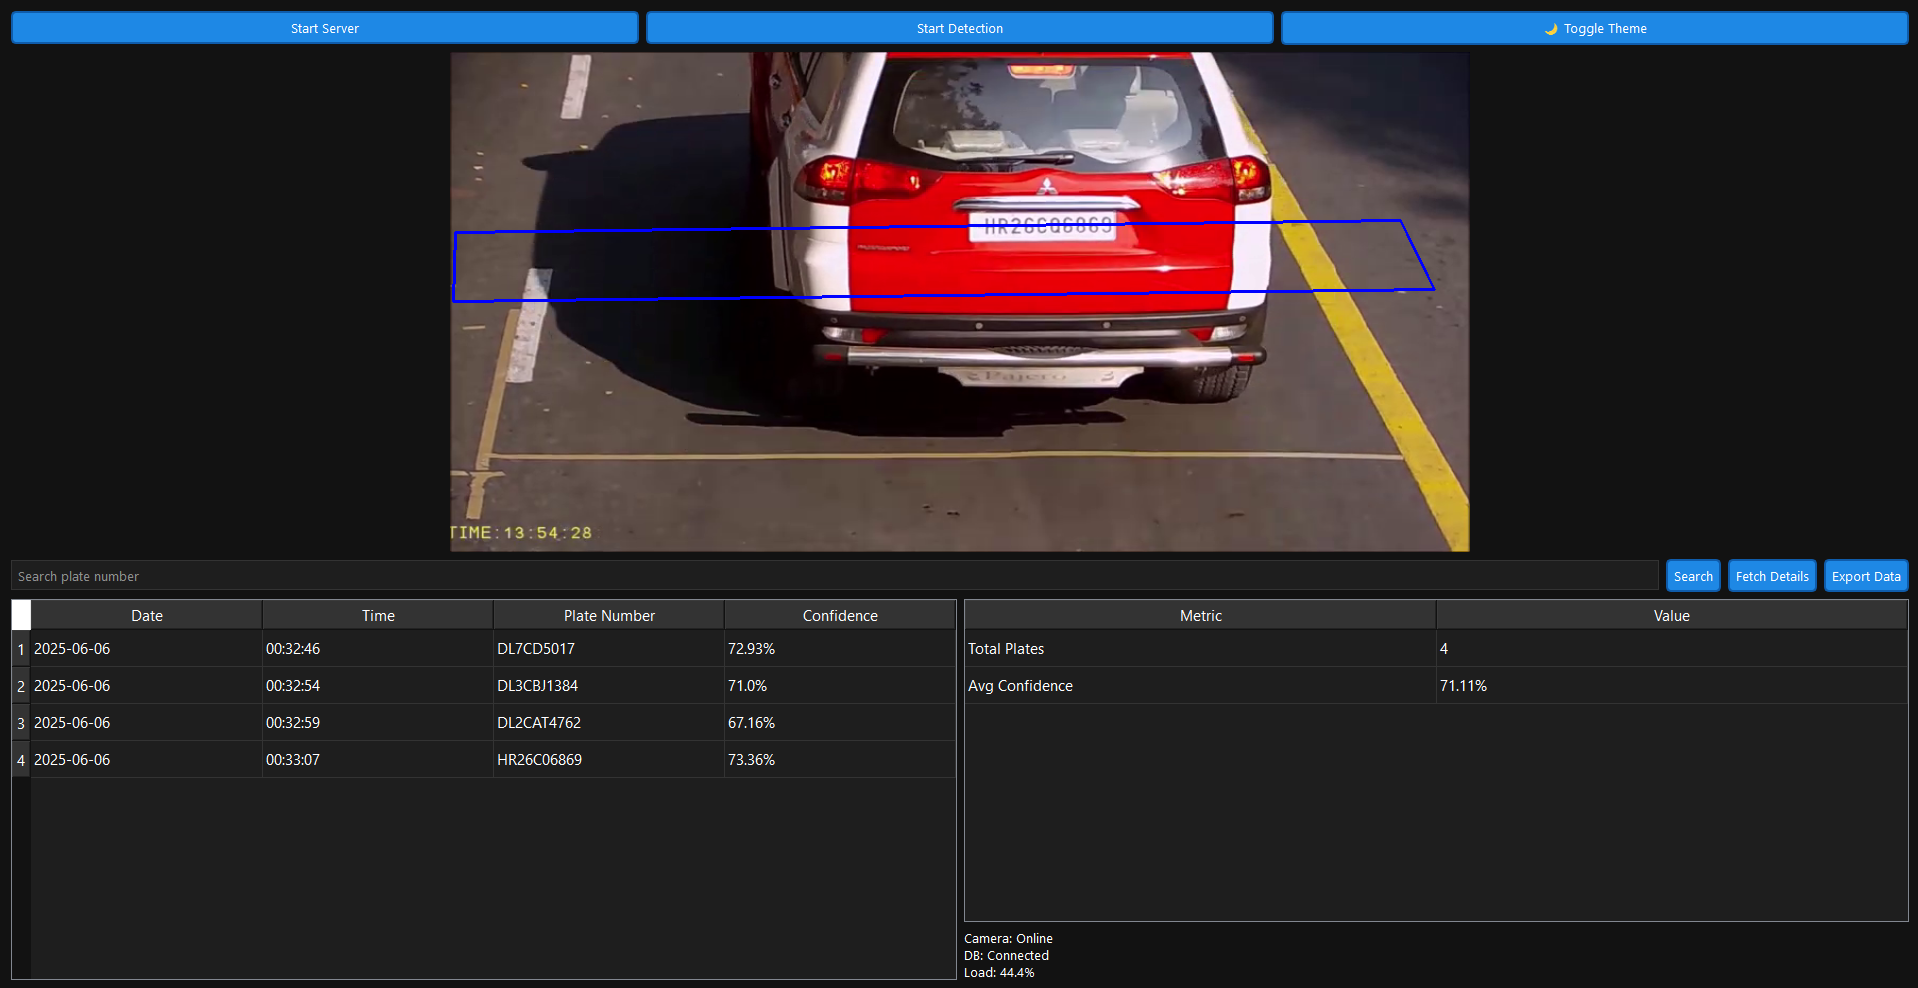 Start Server
Start Detection
🌙 Toggle Theme
HR26CQ6869
Pajero
TIME:13:54:28
Search plate number
Search
Fetch Details
Export Data
Date Time Plate Number Confidence
1 2025-06-06 00:32:46 DL7CD5017 72.93%
2 2025-06-06 00:32:54 DL3CBJ1384 71.0%
3 2025-06-06 00:32:59 DL2CAT4762 67.16%
4 2025-06-06 00:33:07 HR26C06869 73.36%
Metric Value
Total Plates 4
Avg Confidence 71.11%
Camera: Online
DB: Connected
Load: 44.4%